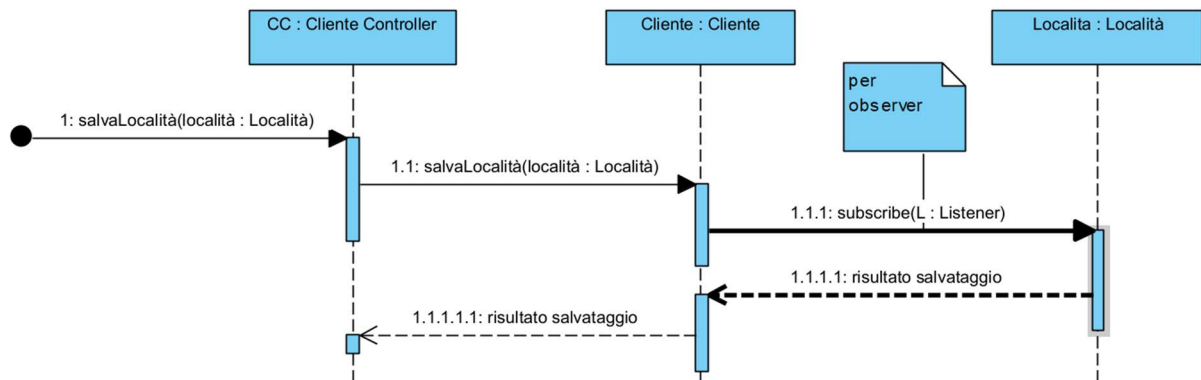 CC : Cliente Controller
Cliente : Cliente
Localita : Località
per
observer
1: salvaLocalità(località : Località)
1.1: salvaLocalità(località : Località)
1.1.1: subscribe(L : Listener)
1.1.1.1: risultato salvataggio
1.1.1.1.1: risultato salvataggio